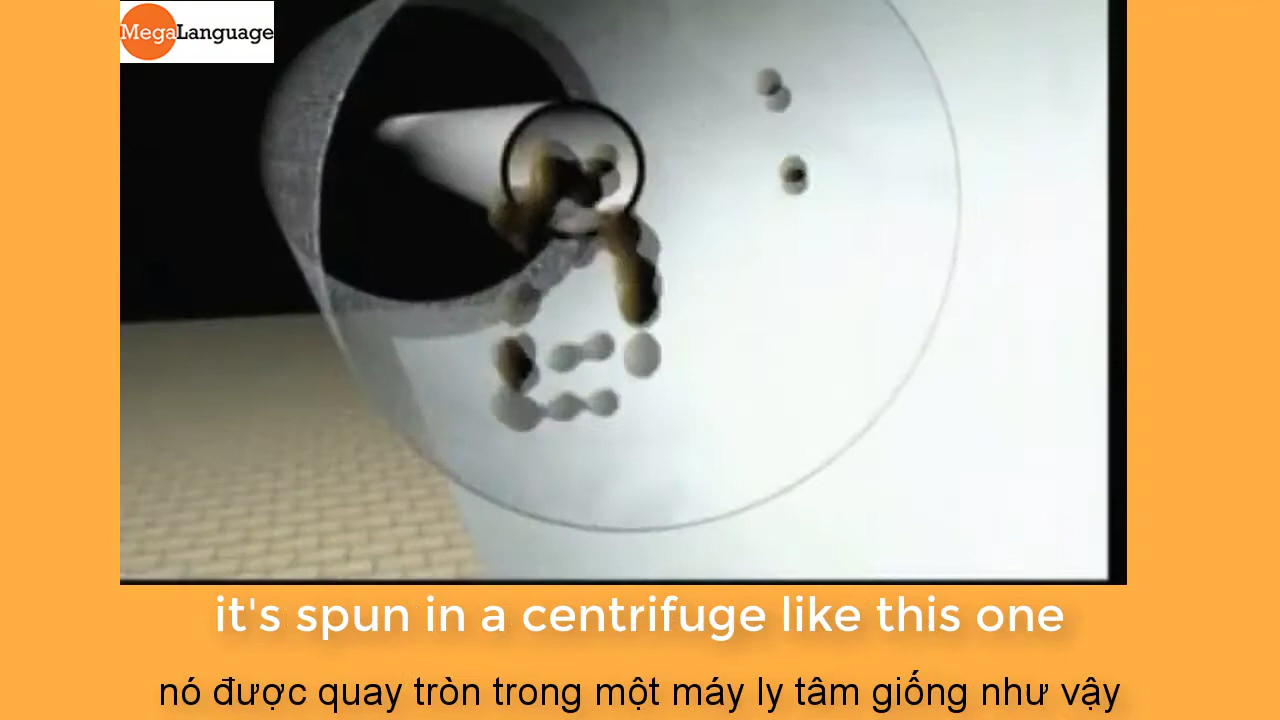 MegaLanguage
it's spun in a centrifuge like this one
nó được quay tròn trong một máy ly tâm giống như vậy